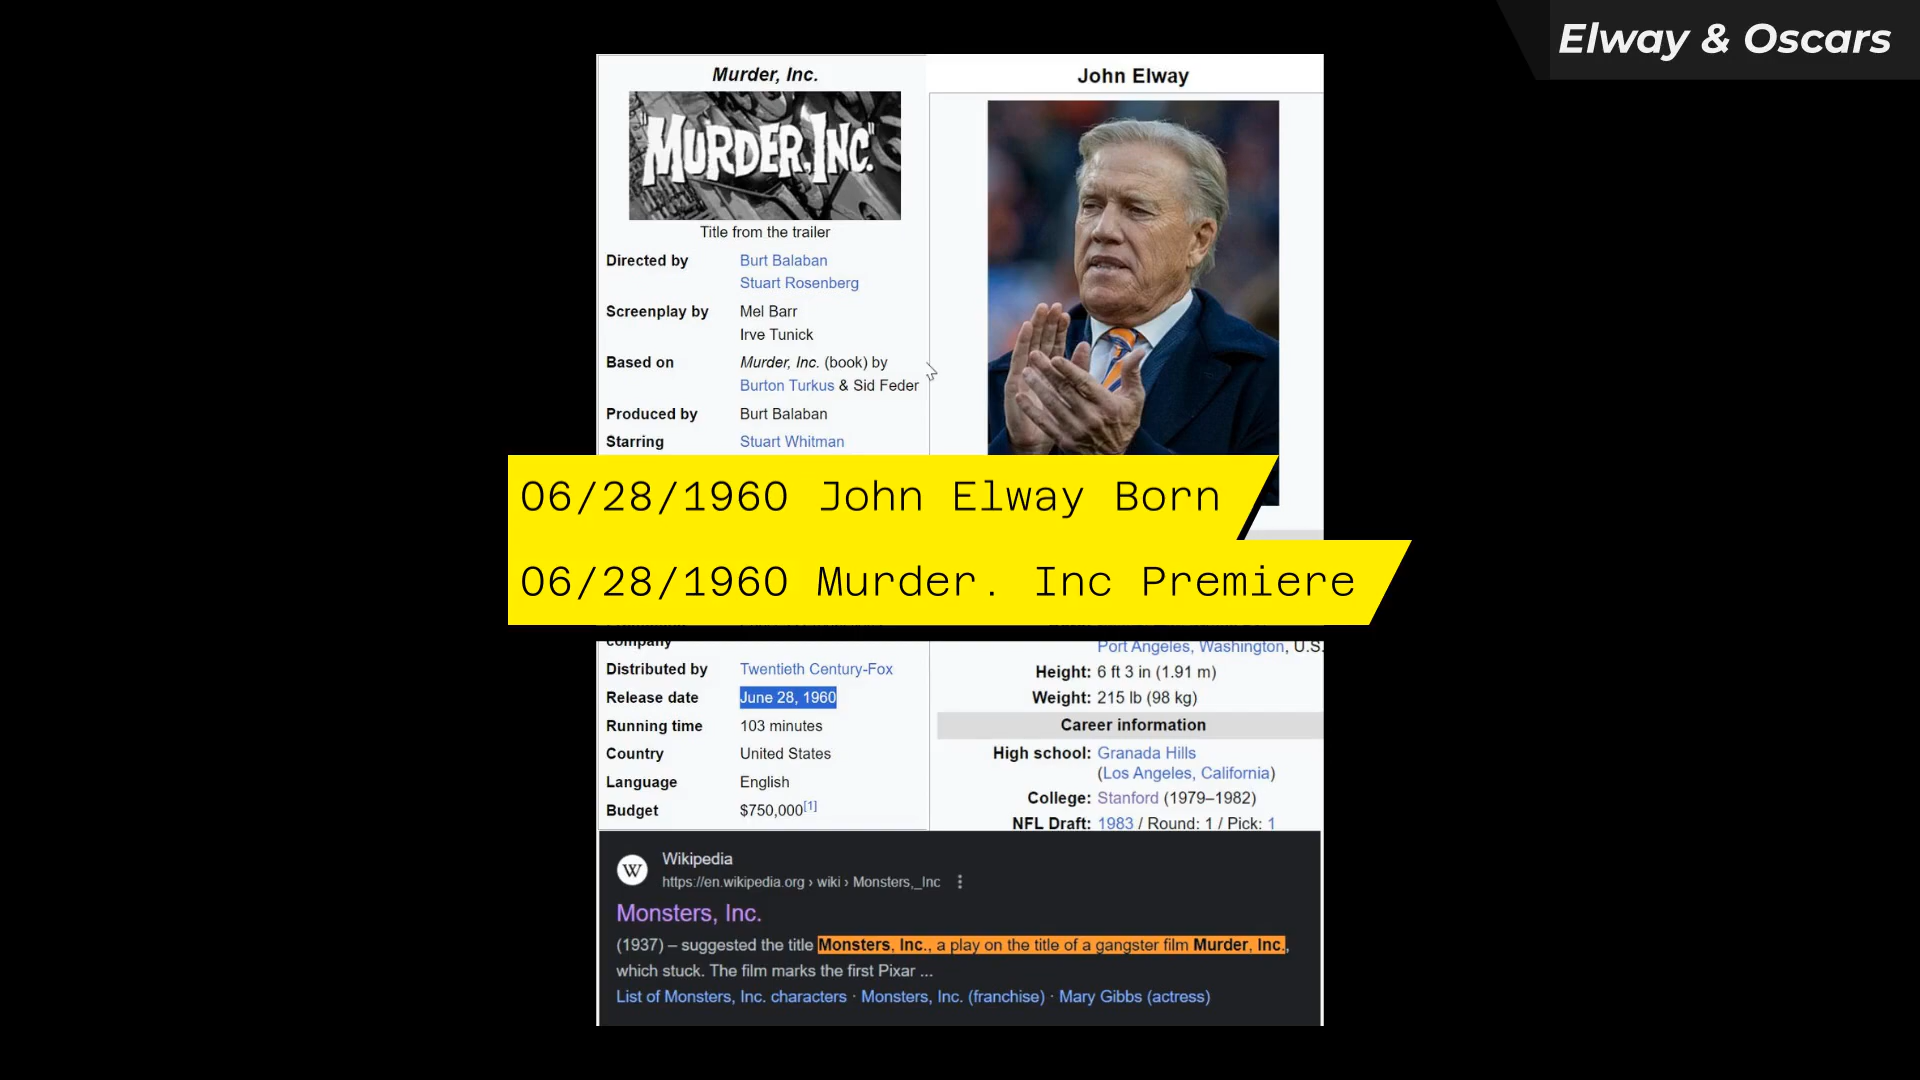 Elway & Oscars
Murder, Inc.
"MURDER, INC."
Title from the trailer
Directed by Burt Balaban
Stuart Rosenberg
Screenplay by Mel Barr
Irve Tunick
Based on Murder, Inc. (book) by
Burton Turkus & Sid Feder
Produced by Burt Balaban
Starring Stuart Whitman
John Elway
06/28/1960 John Elway Born
06/28/1960 Murder. Inc Premiere
company
Distributed by Twentieth Century-Fox
Release date June 28, 1960
Running time 103 minutes
Country United States
Language English
Budget $750,000[1]
Port Angeles, Washington, U.S.
Height: 6 ft 3 in (1.91 m)
Weight: 215 lb (98 kg)
Career information
High school: Granada Hills
(Los Angeles, California)
College: Stanford (1979–1982)
NFL Draft: 1983 / Round: 1 / Pick: 1
W
Wikipedia
https://en.wikipedia.org › wiki › Monsters,_Inc
Monsters, Inc.
(1937) – suggested the title Monsters, Inc., a play on the title of a gangster film Murder, Inc.,
which stuck. The film marks the first Pixar ...
List of Monsters, Inc. characters · Monsters, Inc. (franchise) · Mary Gibbs (actress)